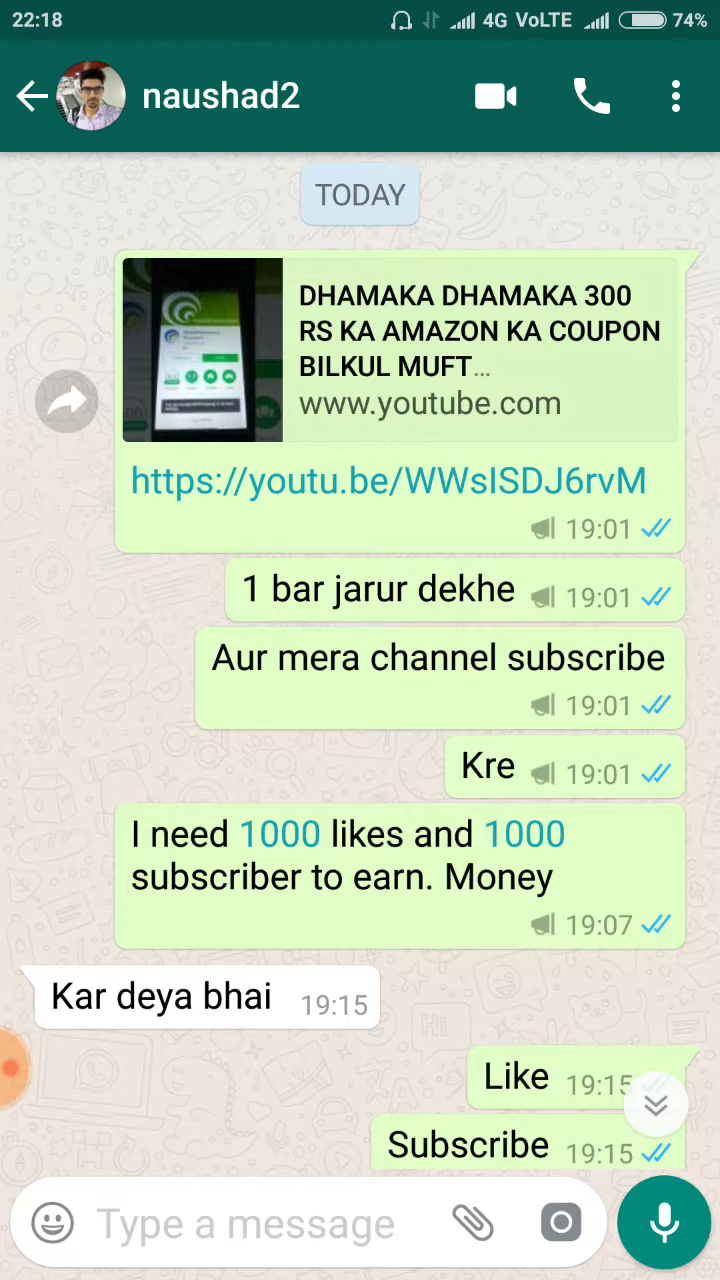 22:18 4G VoLTE 74%
naushad2
TODAY
DHAMAKA DHAMAKA 300
RS KA AMAZON KA COUPON
BILKUL MUFT...
www.youtube.com
https://youtu.be/WWsISDJ6rvM
19:01
1 bar jarur dekhe 19:01
Aur mera channel subscribe
19:01
Kre 19:01
I need 1000 likes and 1000
subscriber to earn. Money
19:07
Kar deya bhai 19:15
Like 19:15
Subscribe 19:15
Type a message